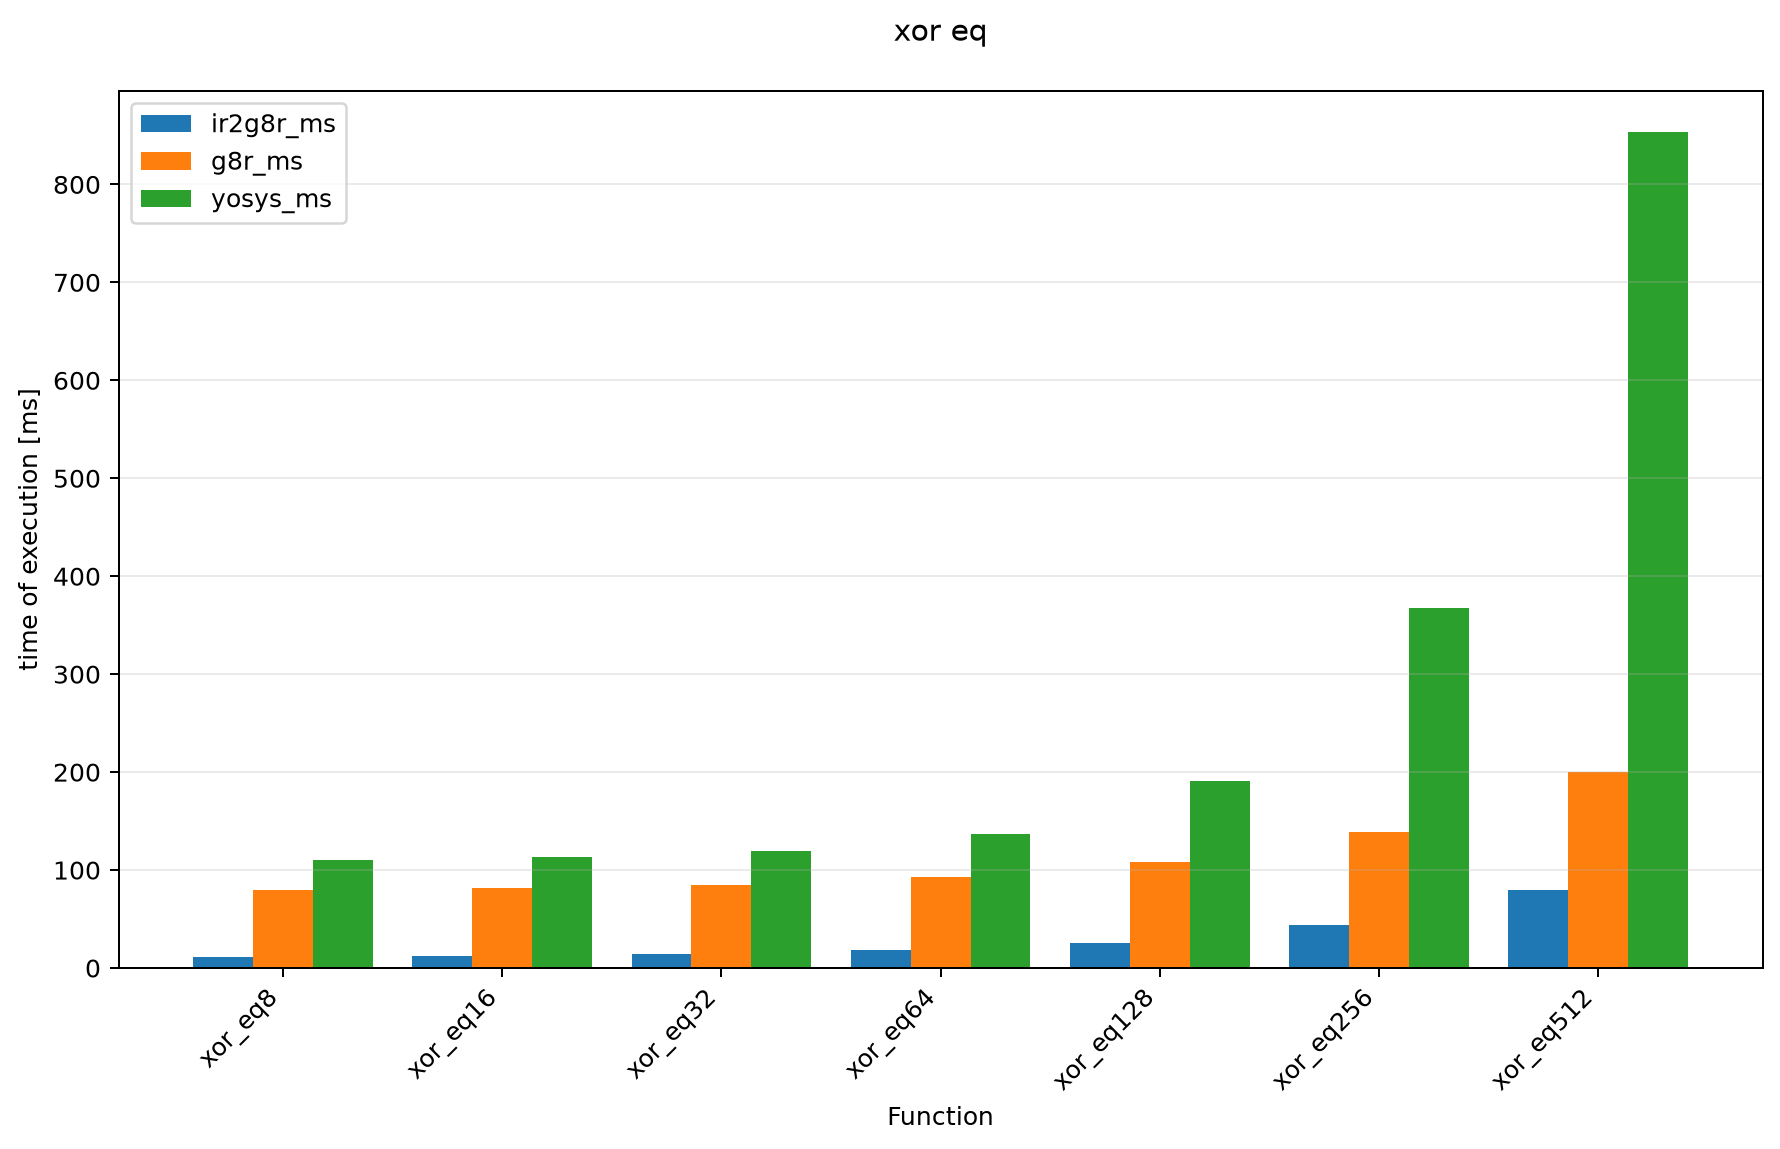 xor eq
ir2g8r_ms
g8r_ms
yosys_ms
time of execution [ms]
800
700
600
500
400
300
200
100
0
xor_eq8
xor_eq16
xor_eq32
xor_eq64
xor_eq128
xor_eq256
xor_eq512
Function